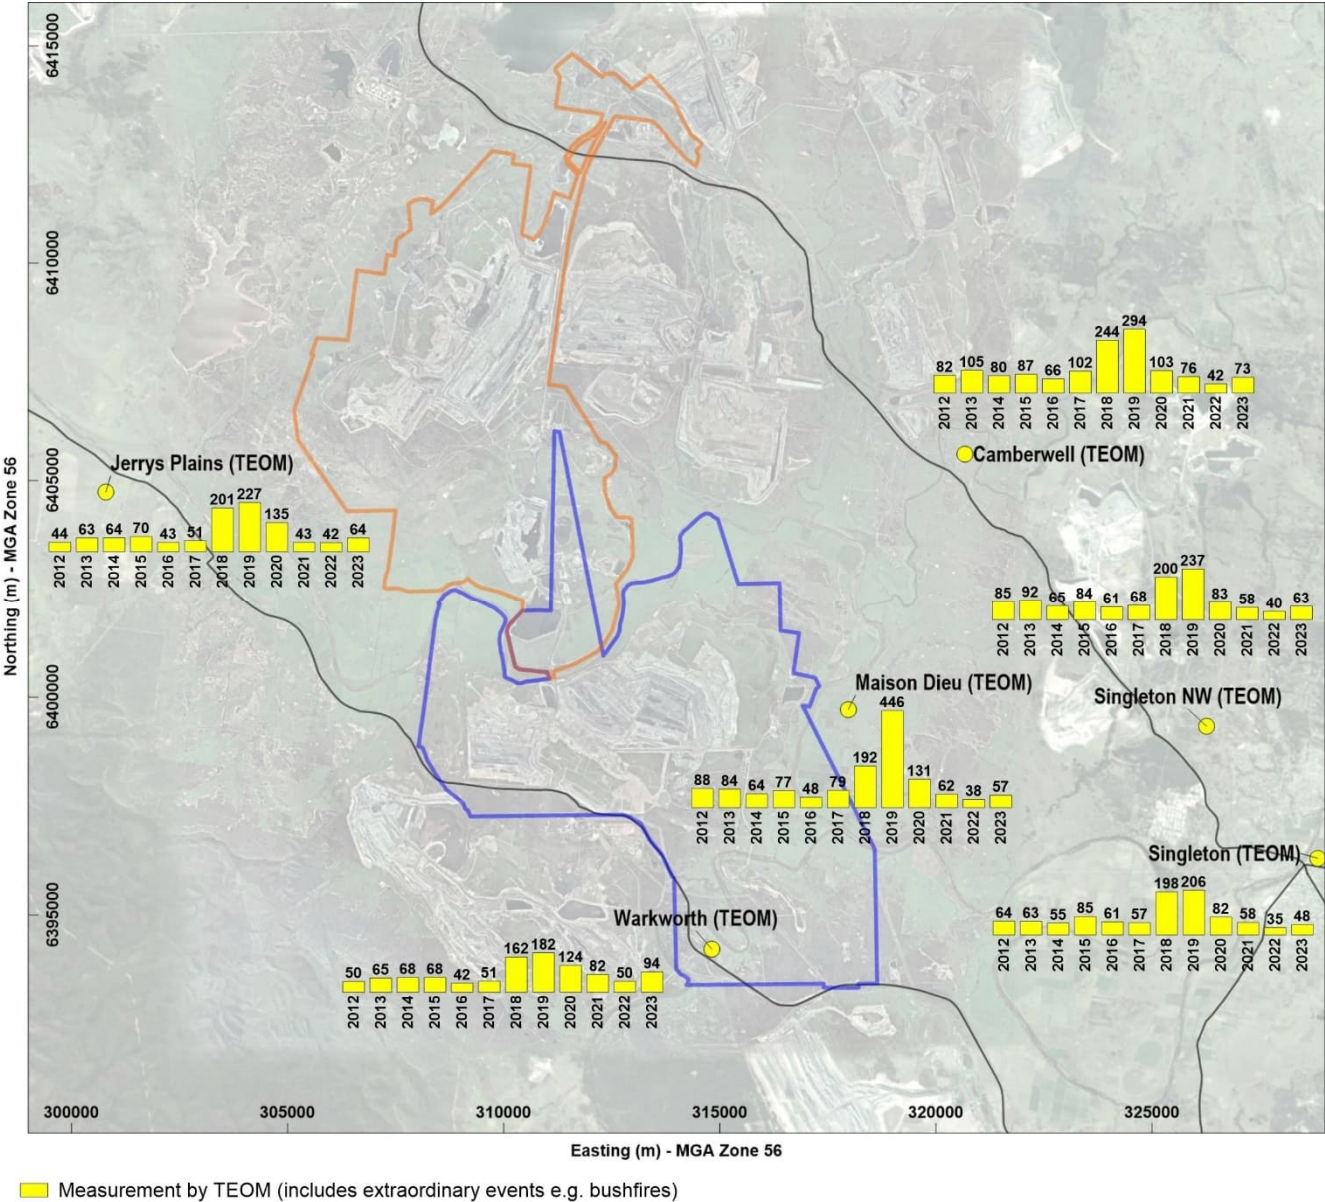 6415000
6410000
6405000
6400000
6395000
Northing (m) - MGA Zone 56
82 105 80 87 66 102 244 294 103 76 42 73
2012 2013 2014 2015 2016 2017 2018 2019 2020 2021 2022 2023
Camberwell (TEOM)
Jerrys Plains (TEOM)
44 63 64 70 43 51 201 227 135 43 42 64
2012 2013 2014 2015 2016 2017 2018 2019 2020 2021 2022 2023
85 92 65 84 61 68 200 237 83 58 40 63
2012 2013 2014 2015 2016 2017 2018 2019 2020 2021 2022 2023
Singleton NW (TEOM)
Maison Dieu (TEOM)
88 84 64 77 48 79 192 446 131 62 38 57
2012 2013 2014 2015 2016 2017 2018 2019 2020 2021 2022 2023
Singleton (TEOM)
64 63 55 85 61 57 198 206 82 58 35 48
2012 2013 2014 2015 2016 2017 2018 2019 2020 2021 2022 2023
Warkworth (TEOM)
50 65 68 68 42 51 162 182 124 82 50 94
2012 2013 2014 2015 2016 2017 2018 2019 2020 2021 2022 2023
300000 305000 310000 315000 320000 325000
Easting (m) - MGA Zone 56
Measurement by TEOM (includes extraordinary events e.g. bushfires)